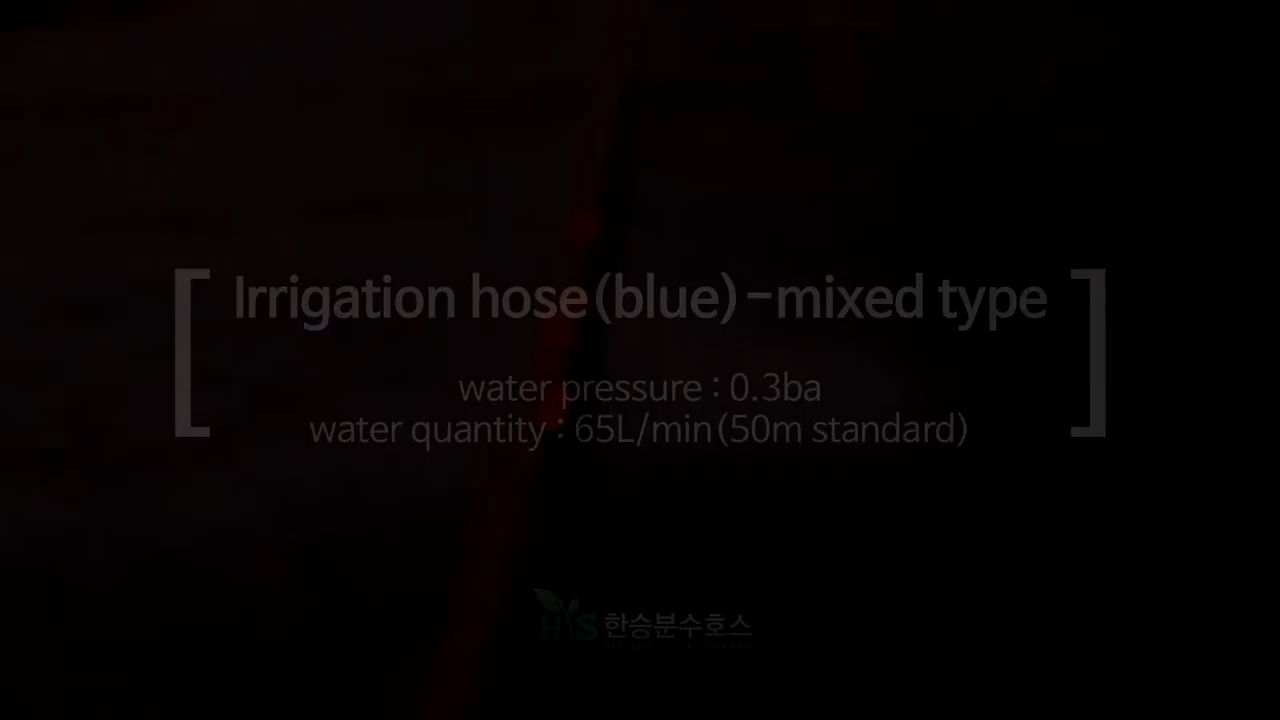 [ Irrigation hose(blue)-mixed type ]
water pressure : 0.3ba
water quantity : 65L/min(50m standard)
HS 한승분수호스